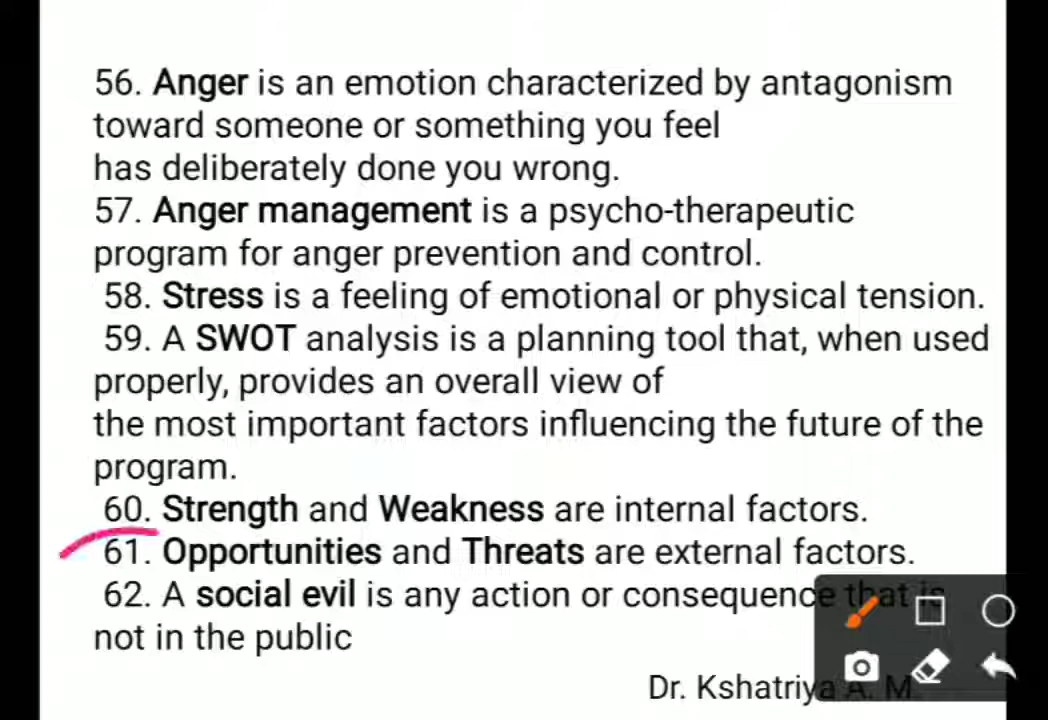 56. Anger is an emotion characterized by antagonism
toward someone or something you feel
has deliberately done you wrong.
57. Anger management is a psycho-therapeutic
program for anger prevention and control.
58. Stress is a feeling of emotional or physical tension.
59. A SWOT analysis is a planning tool that, when used
properly, provides an overall view of
the most important factors influencing the future of the
program.
60. Strength and Weakness are internal factors.
61. Opportunities and Threats are external factors.
62. A social evil is any action or consequence that is
not in the public
Dr. Kshatriya A. M.